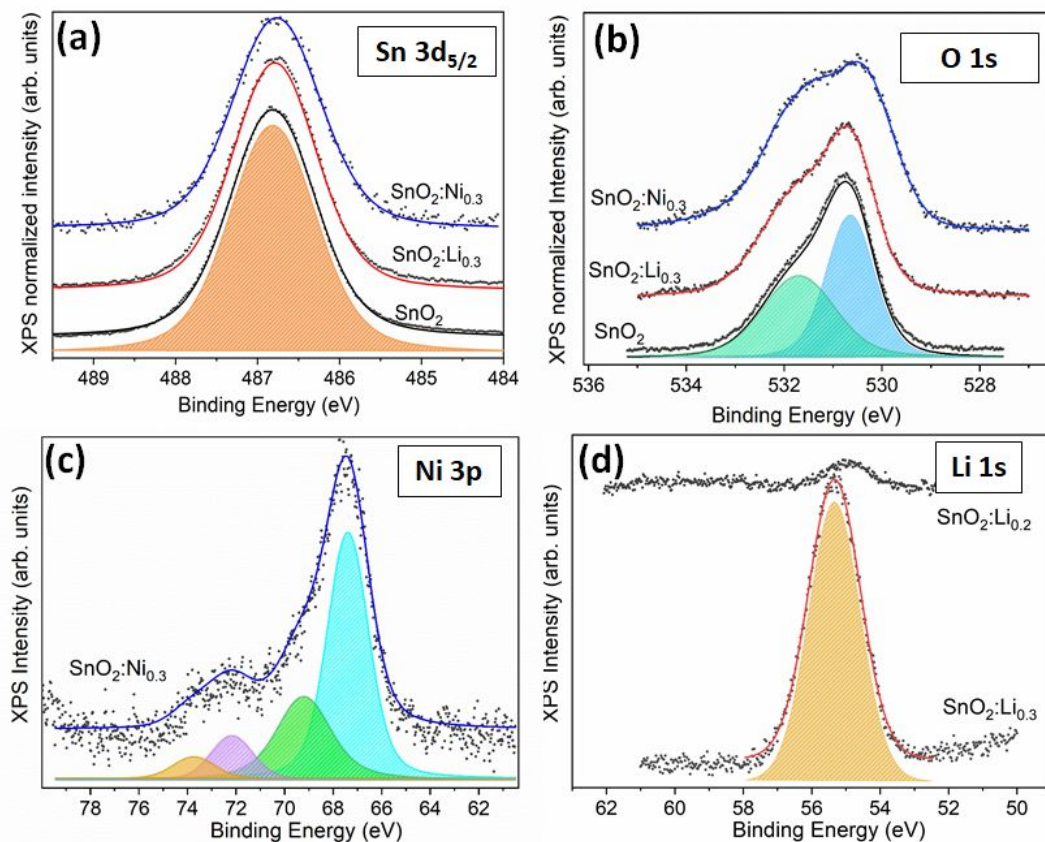 (a)
Sn 3d5/2
XPS normalized intensity (arb. units)
SnO2:Ni0.3
SnO2:Li0.3
SnO2
489 488 487 486 485 484
Binding Energy (eV)
(b)
O 1s
XPS normalized Intensity (arb. units)
SnO2:Ni0.3
SnO2:Li0.3
SnO2
536 534 532 530 528
Binding Energy (eV)
(c)
Ni 3p
XPS Intensity (arb. units)
SnO2:Ni0.3
78 76 74 72 70 68 66 64 62
Binding Energy (eV)
(d)
Li 1s
XPS Intensity (arb. units)
SnO2:Li0.2
SnO2:Li0.3
62 60 58 56 54 52 50
Binding Energy (eV)